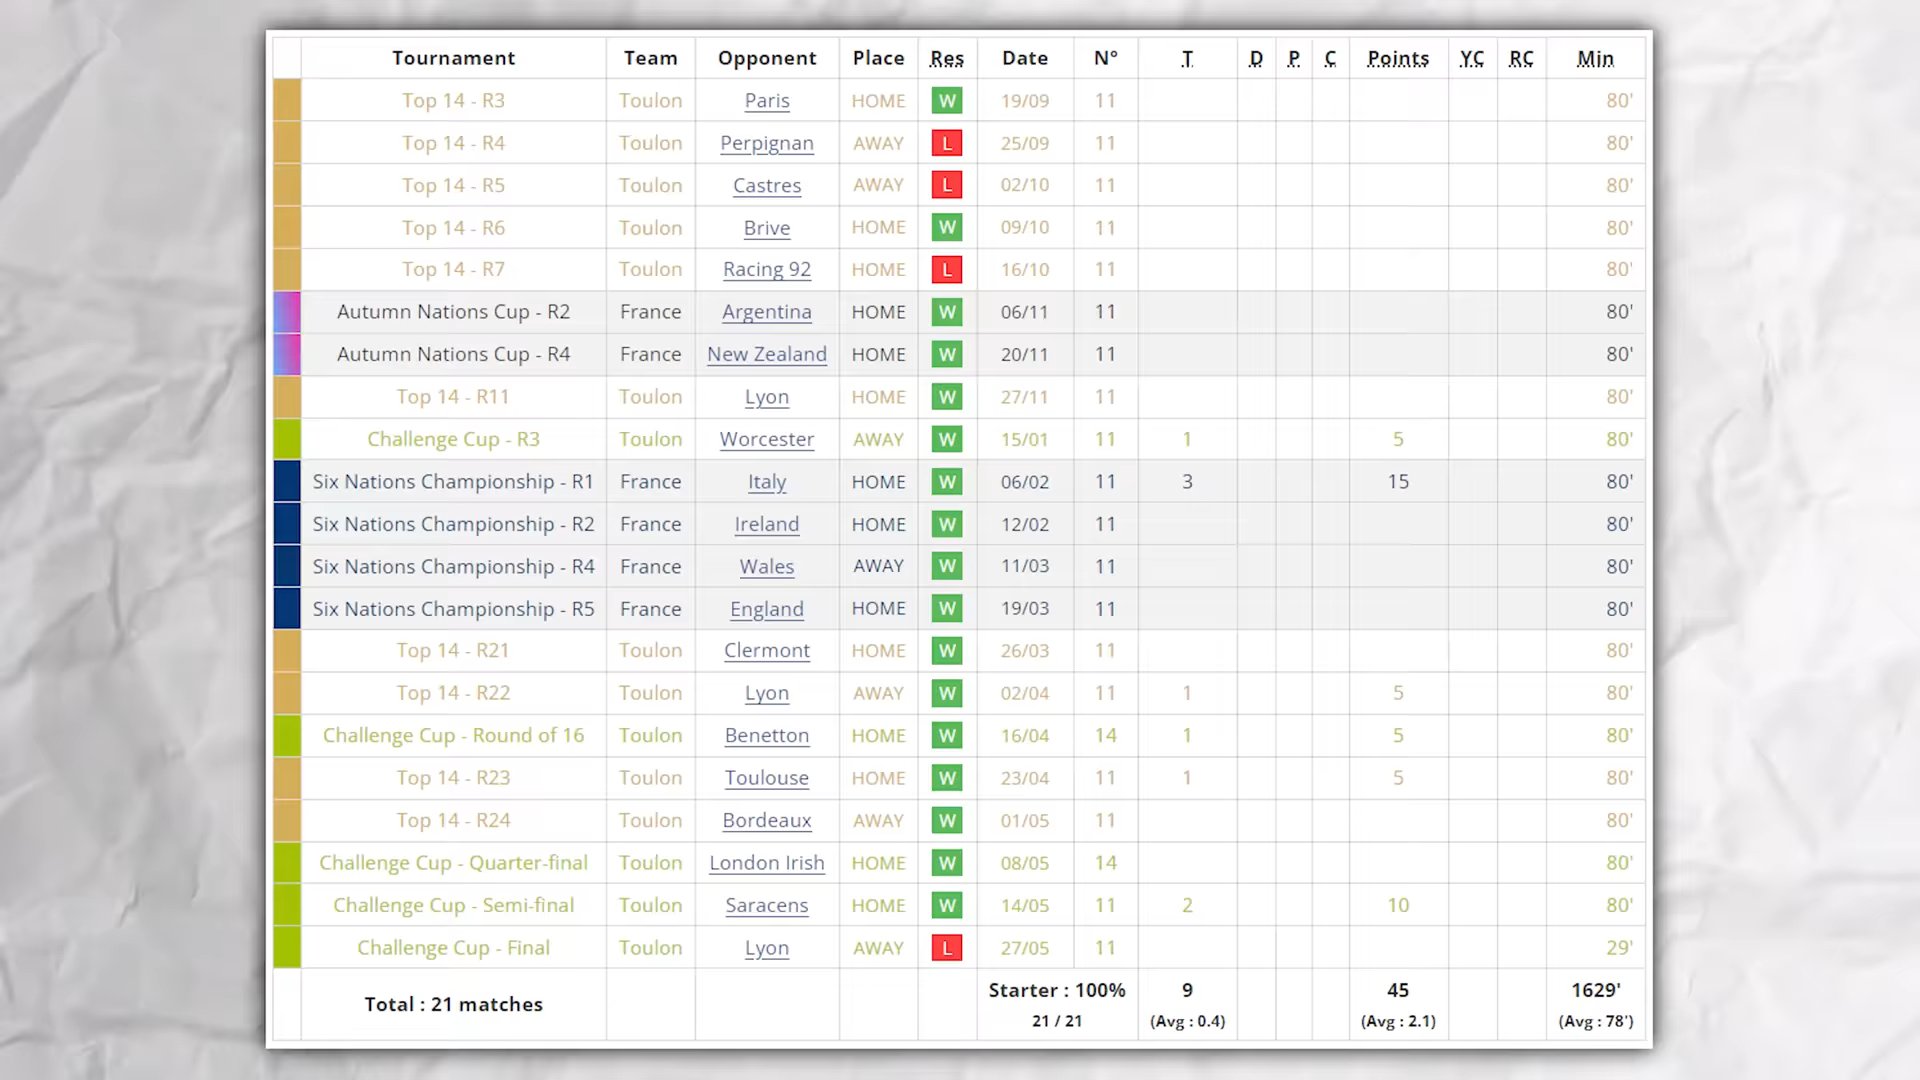 Tournament Team Opponent Place Res Date N° T D P C Points YC RC Min
Top 14 - R3 Toulon Paris HOME W 19/09 11 80'
Top 14 - R4 Toulon Perpignan AWAY L 25/09 11 80'
Top 14 - R5 Toulon Castres AWAY L 02/10 11 80'
Top 14 - R6 Toulon Brive HOME W 09/10 11 80'
Top 14 - R7 Toulon Racing 92 HOME L 16/10 11 80'
Autumn Nations Cup - R2 France Argentina HOME W 06/11 11 80'
Autumn Nations Cup - R4 France New Zealand HOME W 20/11 11 80'
Top 14 - R11 Toulon Lyon HOME W 27/11 11 80'
Challenge Cup - R3 Toulon Worcester AWAY W 15/01 11 1 5 80'
Six Nations Championship - R1 France Italy HOME W 06/02 11 3 15 80'
Six Nations Championship - R2 France Ireland HOME W 12/02 11 80'
Six Nations Championship - R4 France Wales AWAY W 11/03 11 80'
Six Nations Championship - R5 France England HOME W 19/03 11 80'
Top 14 - R21 Toulon Clermont HOME W 26/03 11 80'
Top 14 - R22 Toulon Lyon AWAY W 02/04 11 1 5 80'
Challenge Cup - Round of 16 Toulon Benetton HOME W 16/04 14 1 5 80'
Top 14 - R23 Toulon Toulouse HOME W 23/04 11 1 5 80'
Top 14 - R24 Toulon Bordeaux AWAY W 01/05 11 80'
Challenge Cup - Quarter-final Toulon London Irish HOME W 08/05 14 80'
Challenge Cup - Semi-final Toulon Saracens HOME W 14/05 11 2 10 80'
Challenge Cup - Final Toulon Lyon AWAY L 27/05 11 29'
Total : 21 matches Starter : 100% 9 45 1629'
21 / 21 (Avg : 0.4) (Avg : 2.1) (Avg : 78')